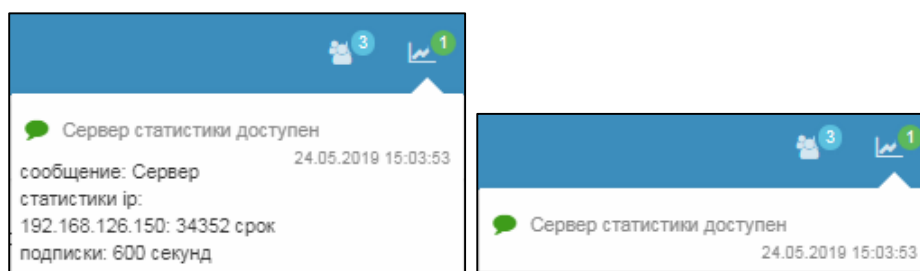 3 1
Сервер статистики доступен
24.05.2019 15:03:53
сообщение: Сервер
статистики ip:
192.168.126.150: 34352 срок
подписки: 600 секунд
3 1
Сервер статистики доступен
24.05.2019 15:03:53